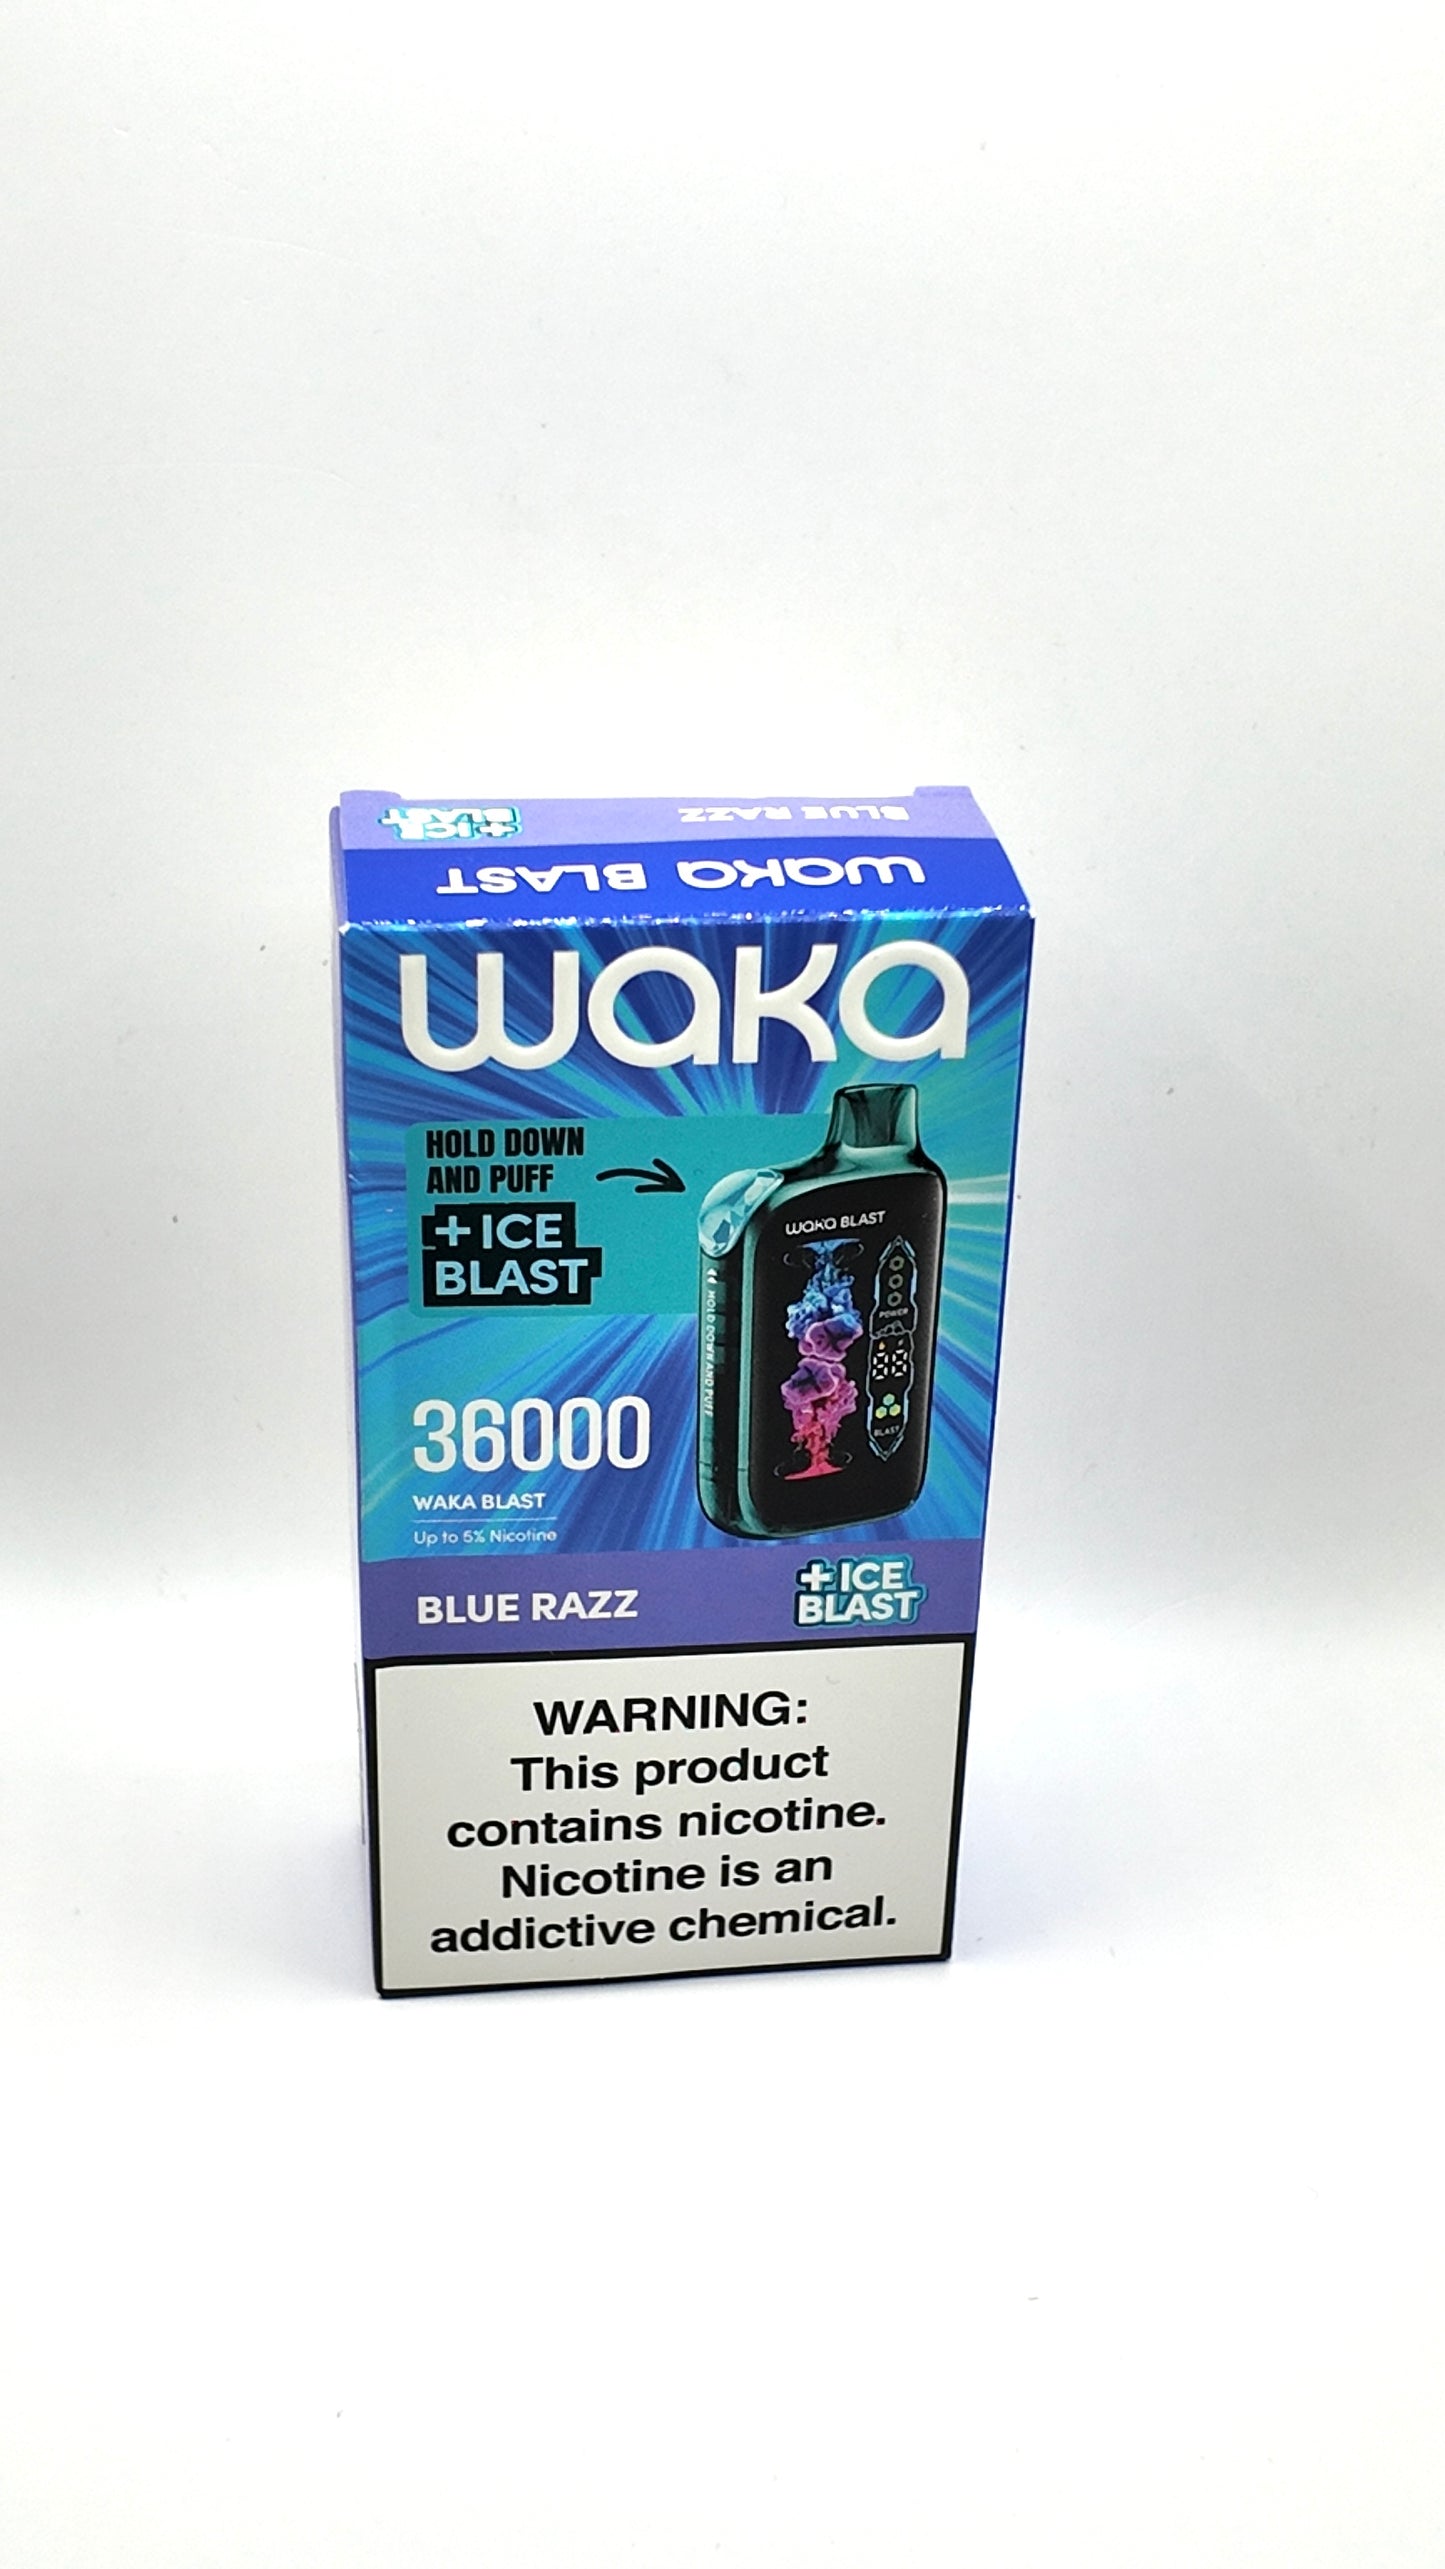 BLUE RAZZ
+ICE
BLAST
waka BLAST
waka
HOLD DOWN
AND PUFF
+ICE
BLAST
waka BLAST
HOLD DOWN AND PUFF
POWER
88
BLAST
36000
WAKA BLAST
Up to 5% Nicotine
BLUE RAZZ
+ICE
BLAST
WARNING:
This product
contains nicotine.
Nicotine is an
addictive chemical.